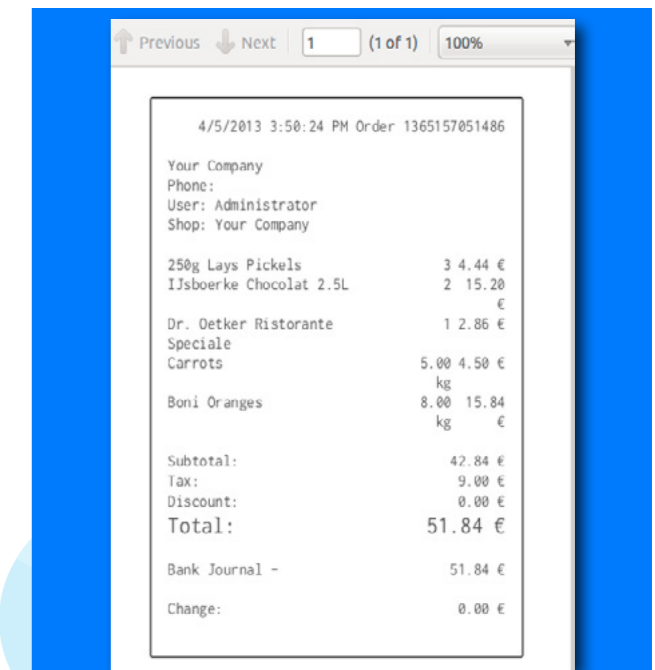 Previous Next 1 (1 of 1) 100%
4/5/2013 3:50:24 PM Order 1365157051486
Your Company
Phone:
User: Administrator
Shop: Your Company
250g Lays Pickels 3 4.44 €
IJsboerke Chocolat 2.5L 2 15.20
€
Dr. Oetker Ristorante 1 2.86 €
Speciale
Carrots 5.00 4.50 €
kg
Boni Oranges 8.00 15.84
kg €
Subtotal: 42.84 €
Tax: 9.00 €
Discount: 0.00 €
Total: 51.84 €
Bank Journal - 51.84 €
Change: 0.00 €